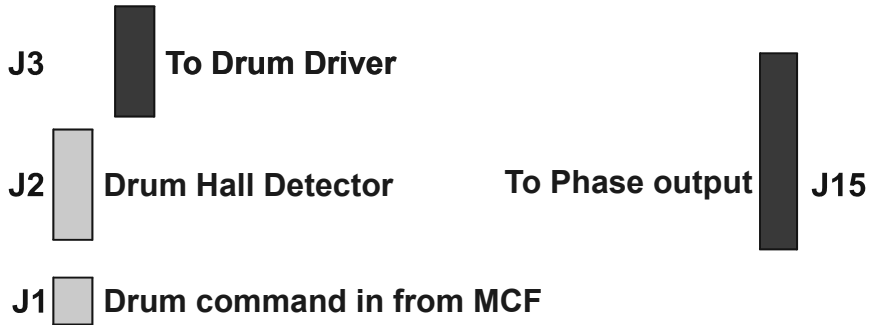 J3 To Drum Driver
J2 Drum Hall Detector To Phase output J15
J1 Drum command in from MCF